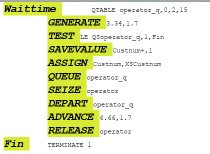 Waittime QTABLE operator_q,0,2,15
GENERATE 3.34,1.7
TEST LE Q$operator_q,1,Fin
SAVEVALUE Custnum+,1
ASSIGN Custnum,X$Custnum
QUEUE operator_q
SEIZE operator
DEPART operator_q
ADVANCE 6.66,1.7
RELEASE operator
Fin TERMINATE 1